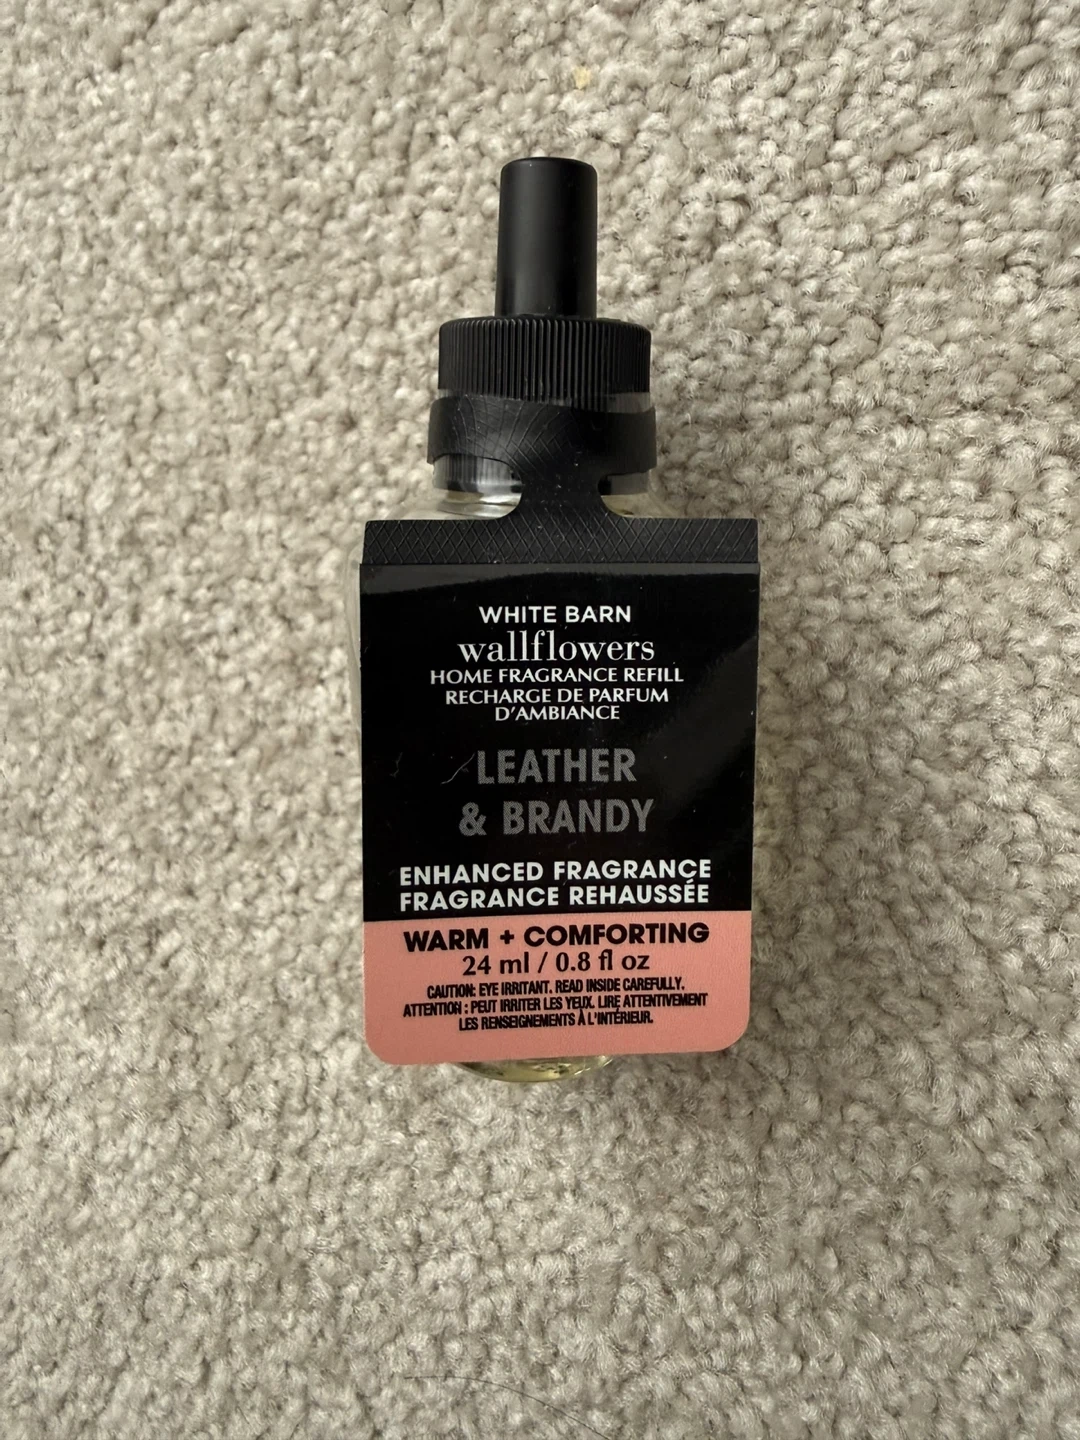 WHITE BARN
wallflowers
HOME FRAGRANCE REFILL
RECHARGE DE PARFUM
D'AMBIANCE
LEATHER
& BRANDY
ENHANCED FRAGRANCE
FRAGRANCE REHAUSSÉE
WARM + COMFORTING
24 ml / 0.8 fl oz
CAUTION: EYE IRRITANT. READ INSIDE CAREFULLY.
ATTENTION : PEUT IRRITER LES YEUX. LIRE ATTENTIVEMENT
LES RENSEIGNEMENTS À L'INTÉRIEUR.